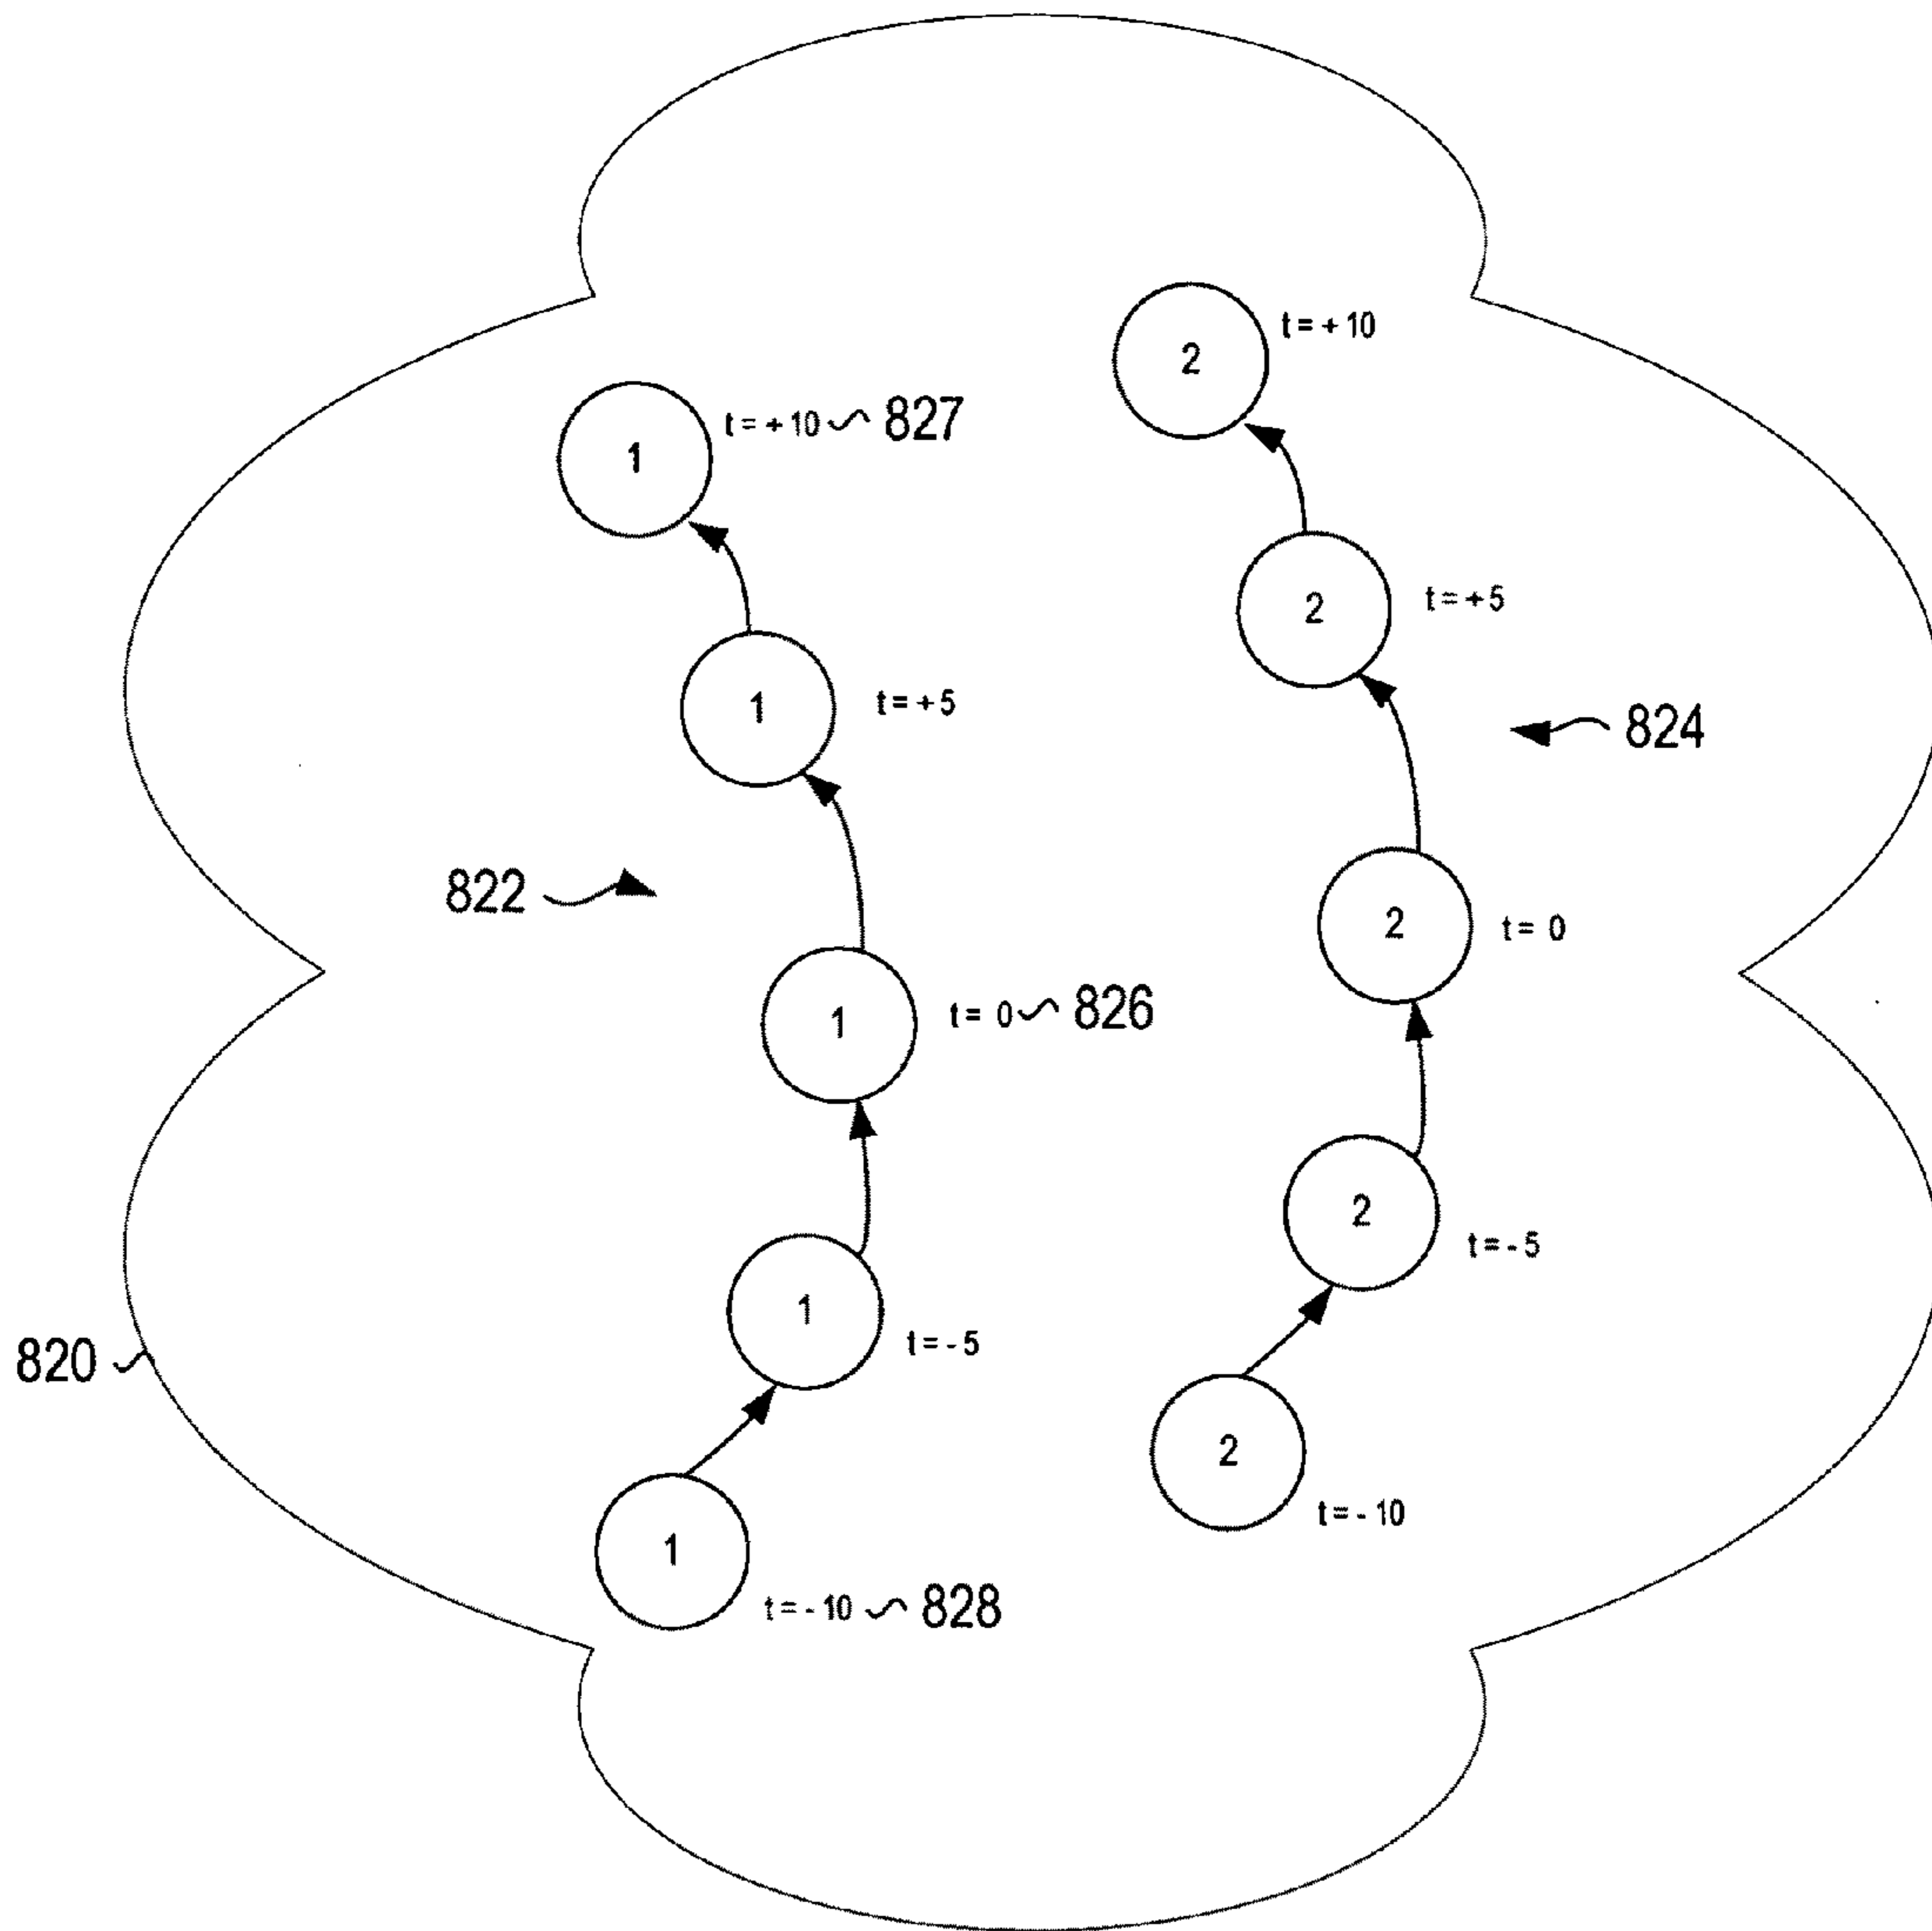 2 t = + 10
1 t = + 10 827
2 t = + 5
1 t = + 5
824
822
2 t = 0
1 t = 0 826
2 t = - 5
1 t = - 5
820
2 t = - 10
1 t = - 10 828